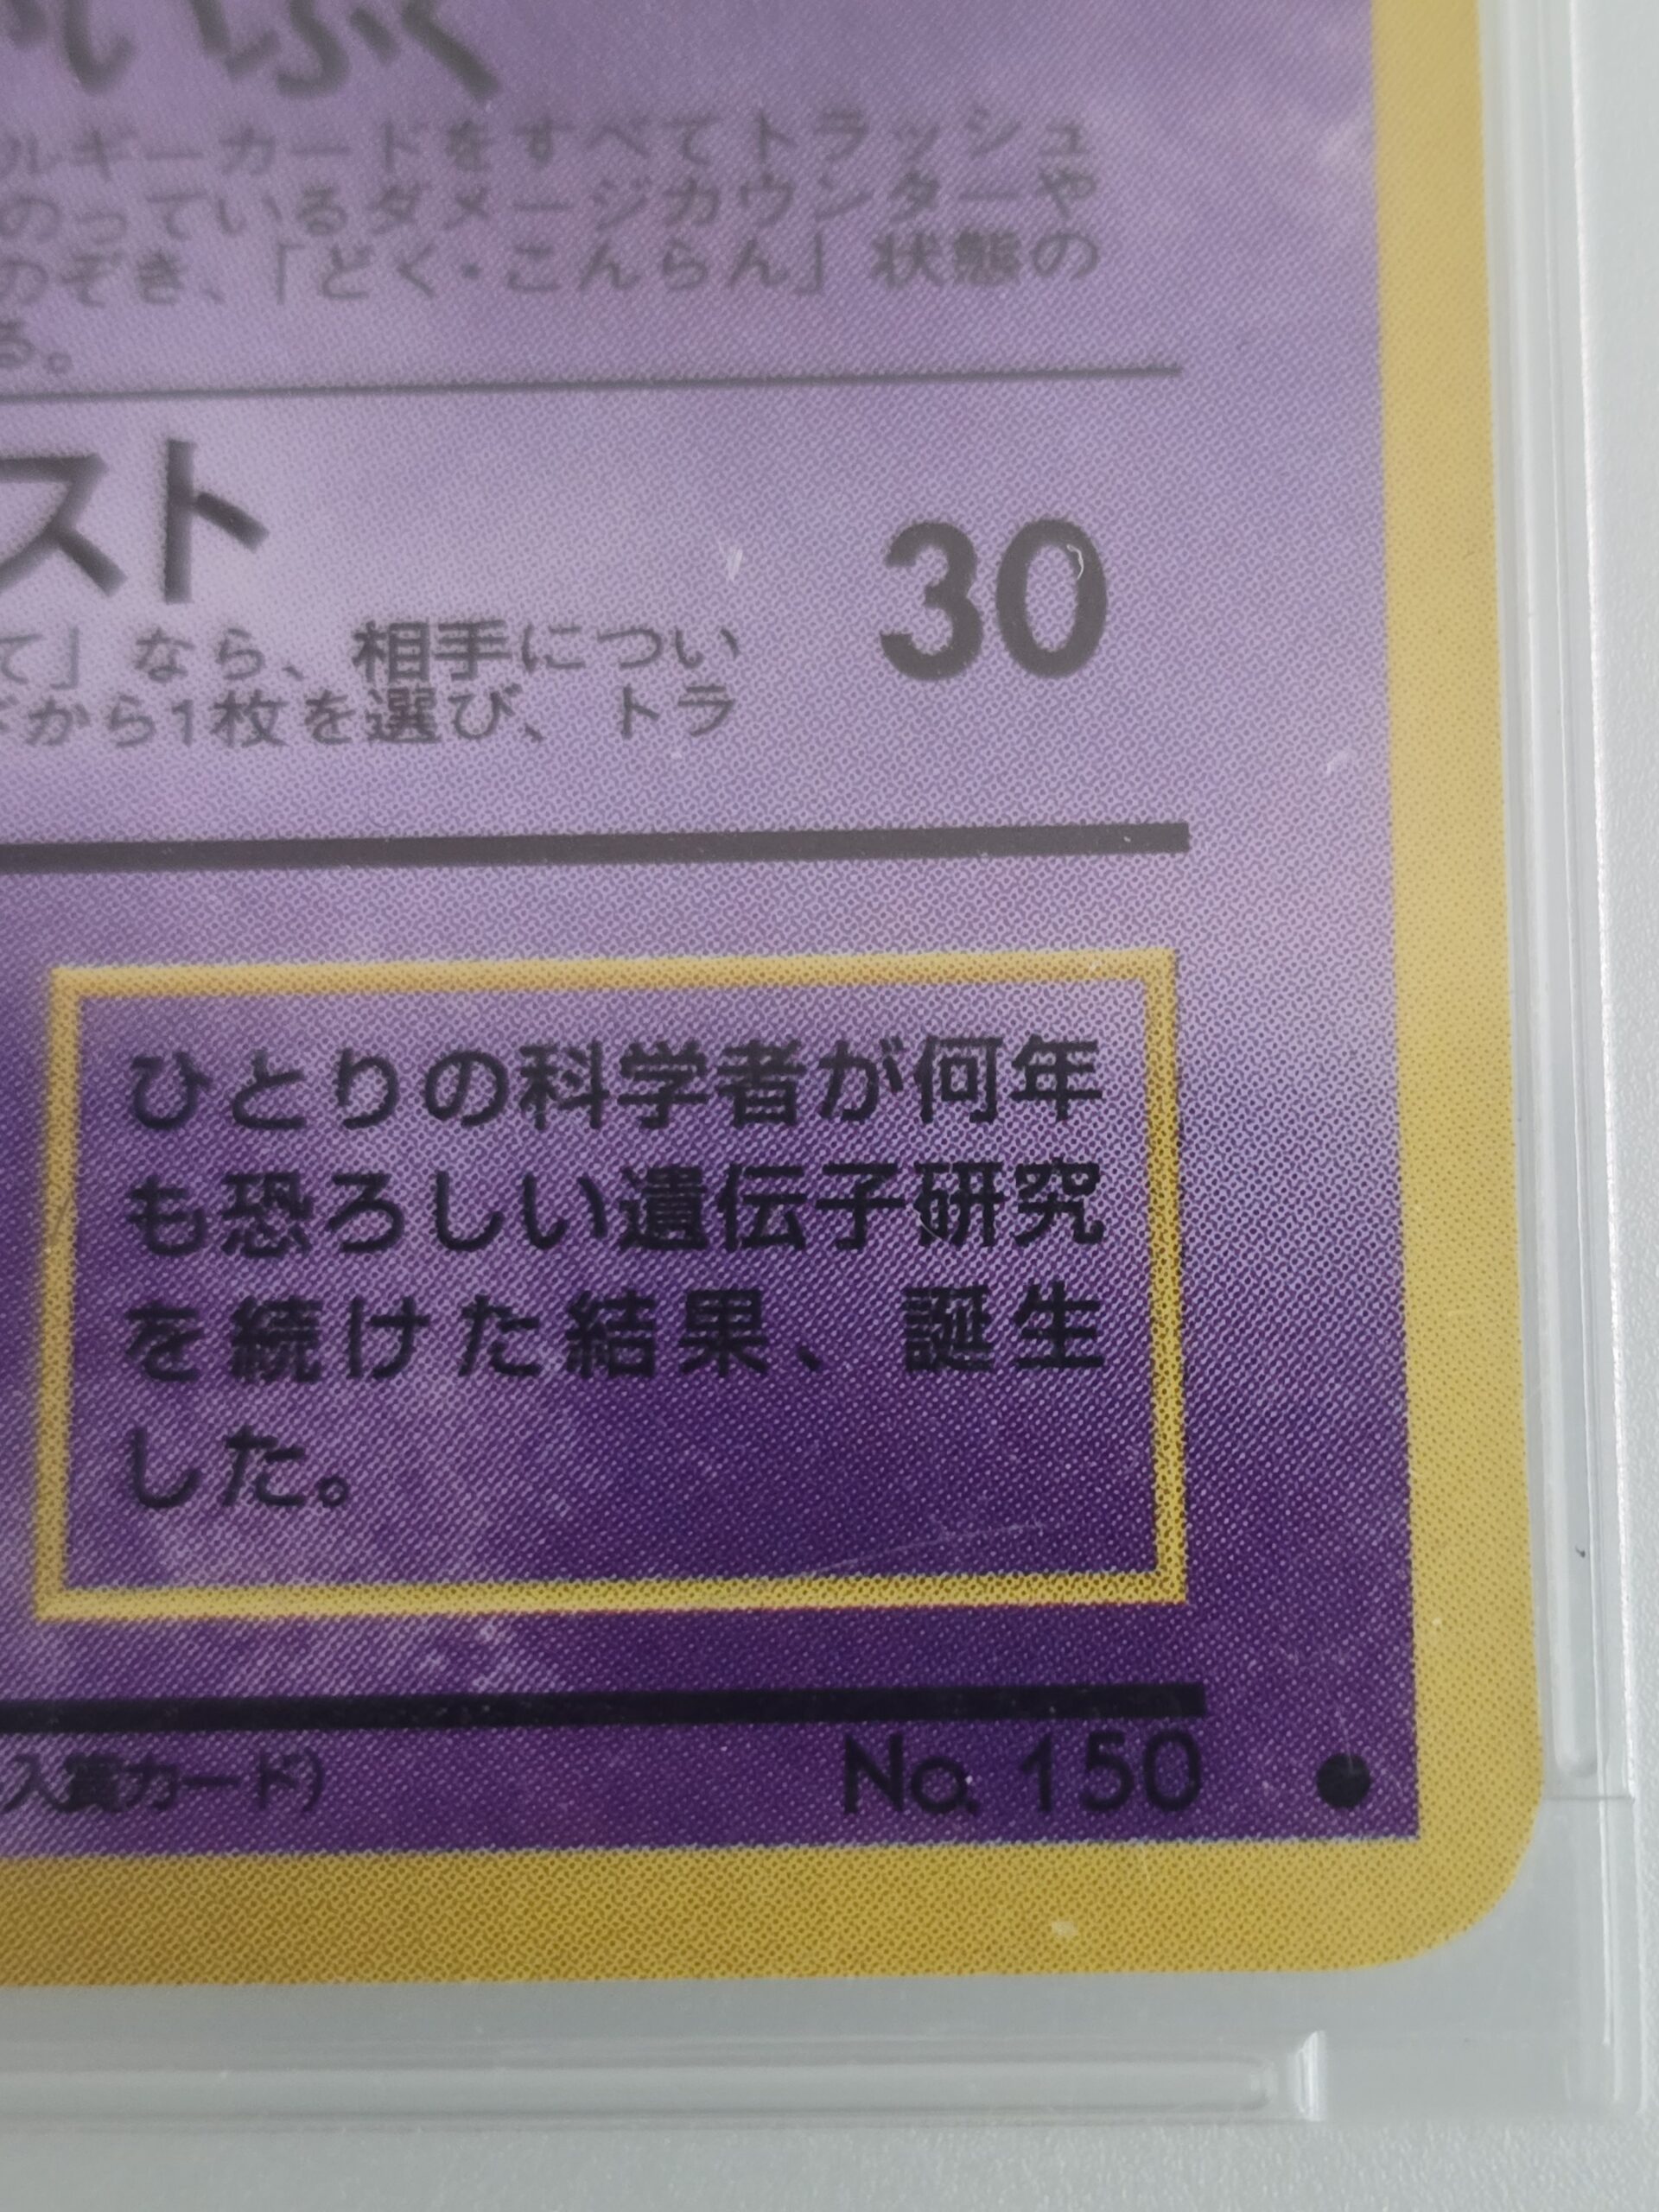 いふく
ルギーカードをすべてトラッシュ
のっているダメージカウンターや
のぞき、「どく・こんらん」状態の
る。
スト
30
て」なら、相手につい
から1枚を選び、トラ
ひとりの科学者が何年
も恐ろしい遺伝子研究
を続けた結果、誕生
した。
入賞カード)
No. 150 ●